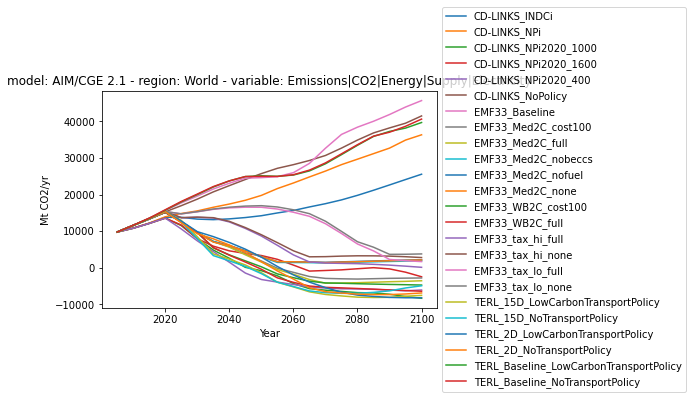 model: AIM/CGE 2.1 - region: World - variable: Emissions|CO2|Energy|Supply|
Mt CO2/yr
40000
30000
20000
10000
0
−10000
2020
2040
2060
2080
2100
Year
CD-LINKS_INDCi
CD-LINKS_NPi
CD-LINKS_NPi2020_1000
CD-LINKS_NPi2020_1600
CD-LINKS_NPi2020_400
CD-LINKS_NoPolicy
EMF33_Baseline
EMF33_Med2C_cost100
EMF33_Med2C_full
EMF33_Med2C_nobeccs
EMF33_Med2C_nofuel
EMF33_Med2C_none
EMF33_WB2C_cost100
EMF33_WB2C_full
EMF33_tax_hi_full
EMF33_tax_hi_none
EMF33_tax_lo_full
EMF33_tax_lo_none
TERL_15D_LowCarbonTransportPolicy
TERL_15D_NoTransportPolicy
TERL_2D_LowCarbonTransportPolicy
TERL_2D_NoTransportPolicy
TERL_Baseline_LowCarbonTransportPolicy
TERL_Baseline_NoTransportPolicy